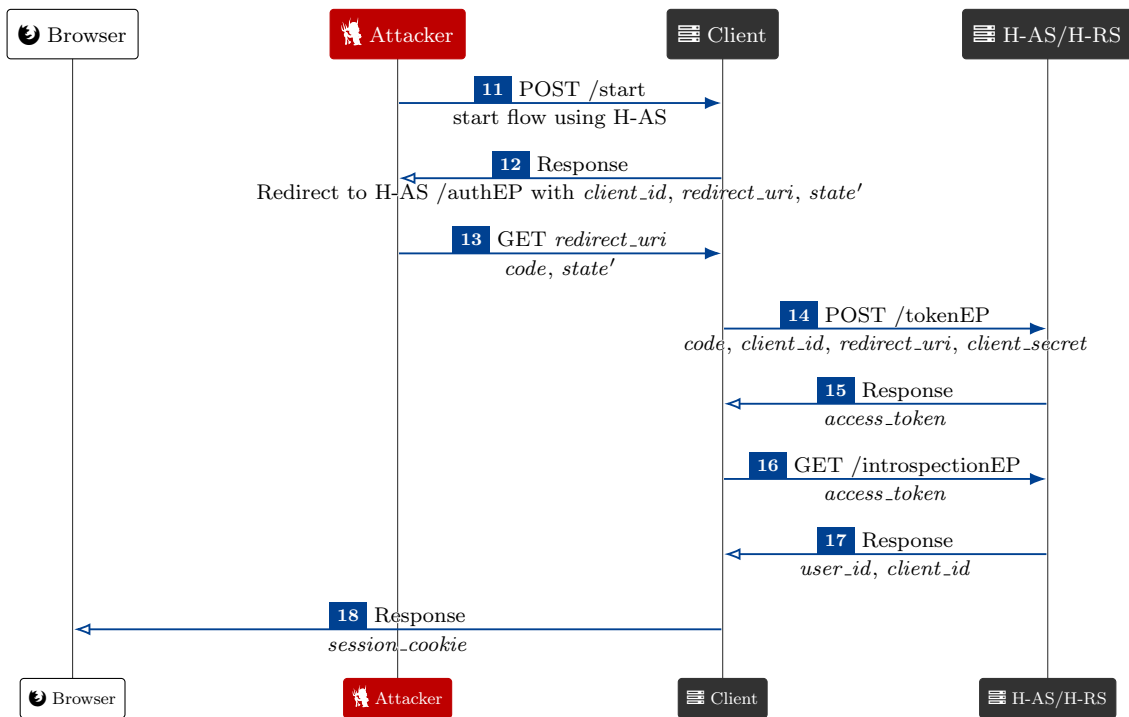 Browser
Attacker
Client
H-AS/H-RS
11 POST /start
start flow using H-AS
12 Response
Redirect to H-AS /authEP with client_id, redirect_uri, state′
13 GET redirect_uri
code, state′
14 POST /tokenEP
code, client_id, redirect_uri, client_secret
15 Response
access_token
16 GET /introspectionEP
access_token
17 Response
user_id, client_id
18 Response
session_cookie
Browser
Attacker
Client
H-AS/H-RS